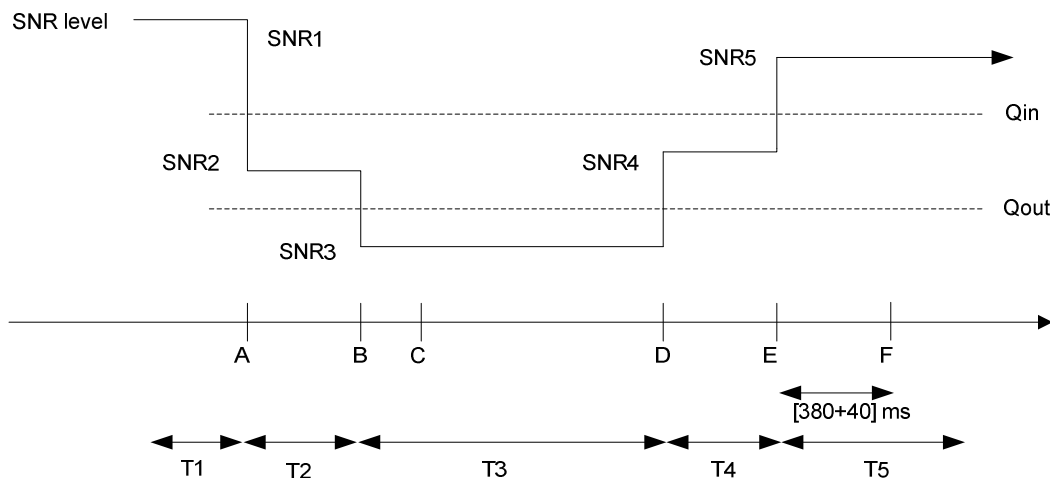 SNR level
SNR1
SNR5
Qin
SNR2
SNR4
Qout
SNR3
A
B
C
D
E
F
[380+40] ms
T1
T2
T3
T4
T5